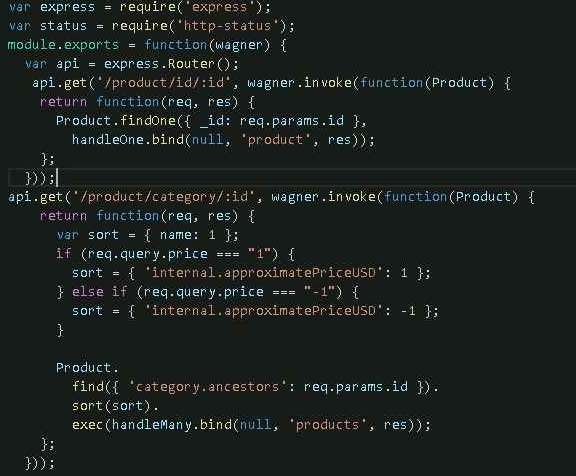 var express = require('express');
var status = require('http-status');
module.exports = function(wagner) {
  var api = express.Router();
   api.get('/product/id/:id', wagner.invoke(function(Product) {
    return function(req, res) {
      Product.findOne({ _id: req.params.id },
        handleOne.bind(null, 'product', res));
    };
  }));
api.get('/product/category/:id', wagner.invoke(function(Product) {
    return function(req, res) {
      var sort = { name: 1 };
      if (req.query.price === "1") {
        sort = { 'internal.approximatePriceUSD': 1 };
      } else if (req.query.price === "-1") {
        sort = { 'internal.approximatePriceUSD': -1 };
      }
      Product.
        find({ 'category.ancestors': req.params.id }).
        sort(sort).
        exec(handleMany.bind(null, 'products', res));
    };
  }));